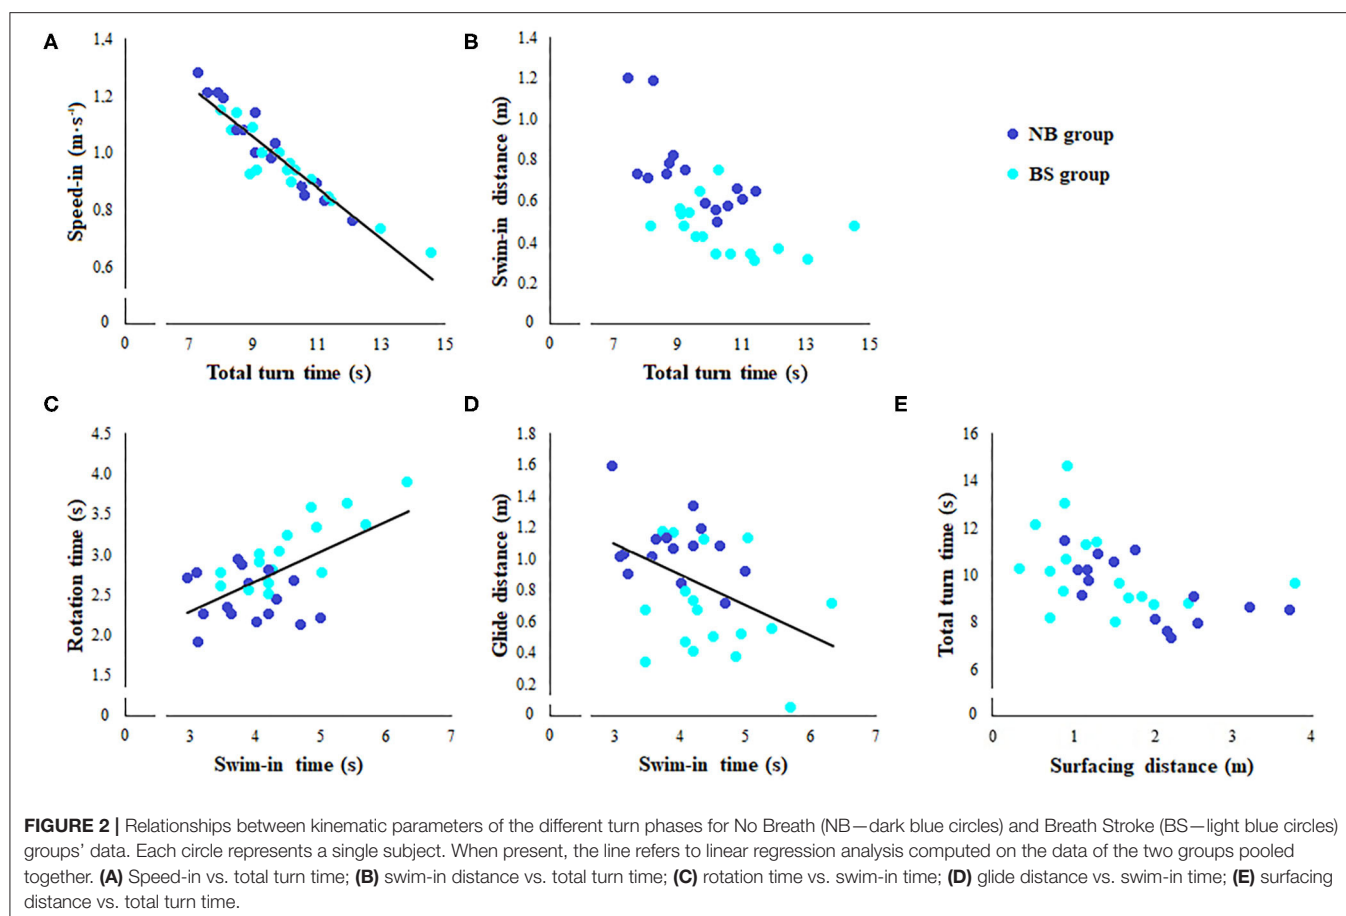 A
1.4
1.2
1.0
0.8
0.6
0
Speed-in (m·s⁻¹)
0 7 9 11 13 15
Total turn time (s)
B
1.4
1.2
1.0
0.8
0.6
0.4
0.2
0
Swim-in distance (m)
0 7 9 11 13 15
Total turn time (s)
NB group
BS group
C
4.5
4.0
3.5
3.0
2.5
2.0
1.5
0
Rotation time (s)
0 3 4 5 6 7
Swim-in time (s)
D
1.8
1.6
1.4
1.2
1.0
0.8
0.6
0.4
0.2
0
Glide distance (m)
0 3 4 5 6 7
Swim-in time (s)
E
16
14
12
10
8
6
0
Total turn time (s)
0 1 2 3 4
Surfacing distance (m)
FIGURE 2 | Relationships between kinematic parameters of the different turn phases for No Breath (NB—dark blue circles) and Breath Stroke (BS—light blue circles)
groups' data. Each circle represents a single subject. When present, the line refers to linear regression analysis computed on the data of the two groups pooled
together. (A) Speed-in vs. total turn time; (B) swim-in distance vs. total turn time; (C) rotation time vs. swim-in time; (D) glide distance vs. swim-in time; (E) surfacing
distance vs. total turn time.